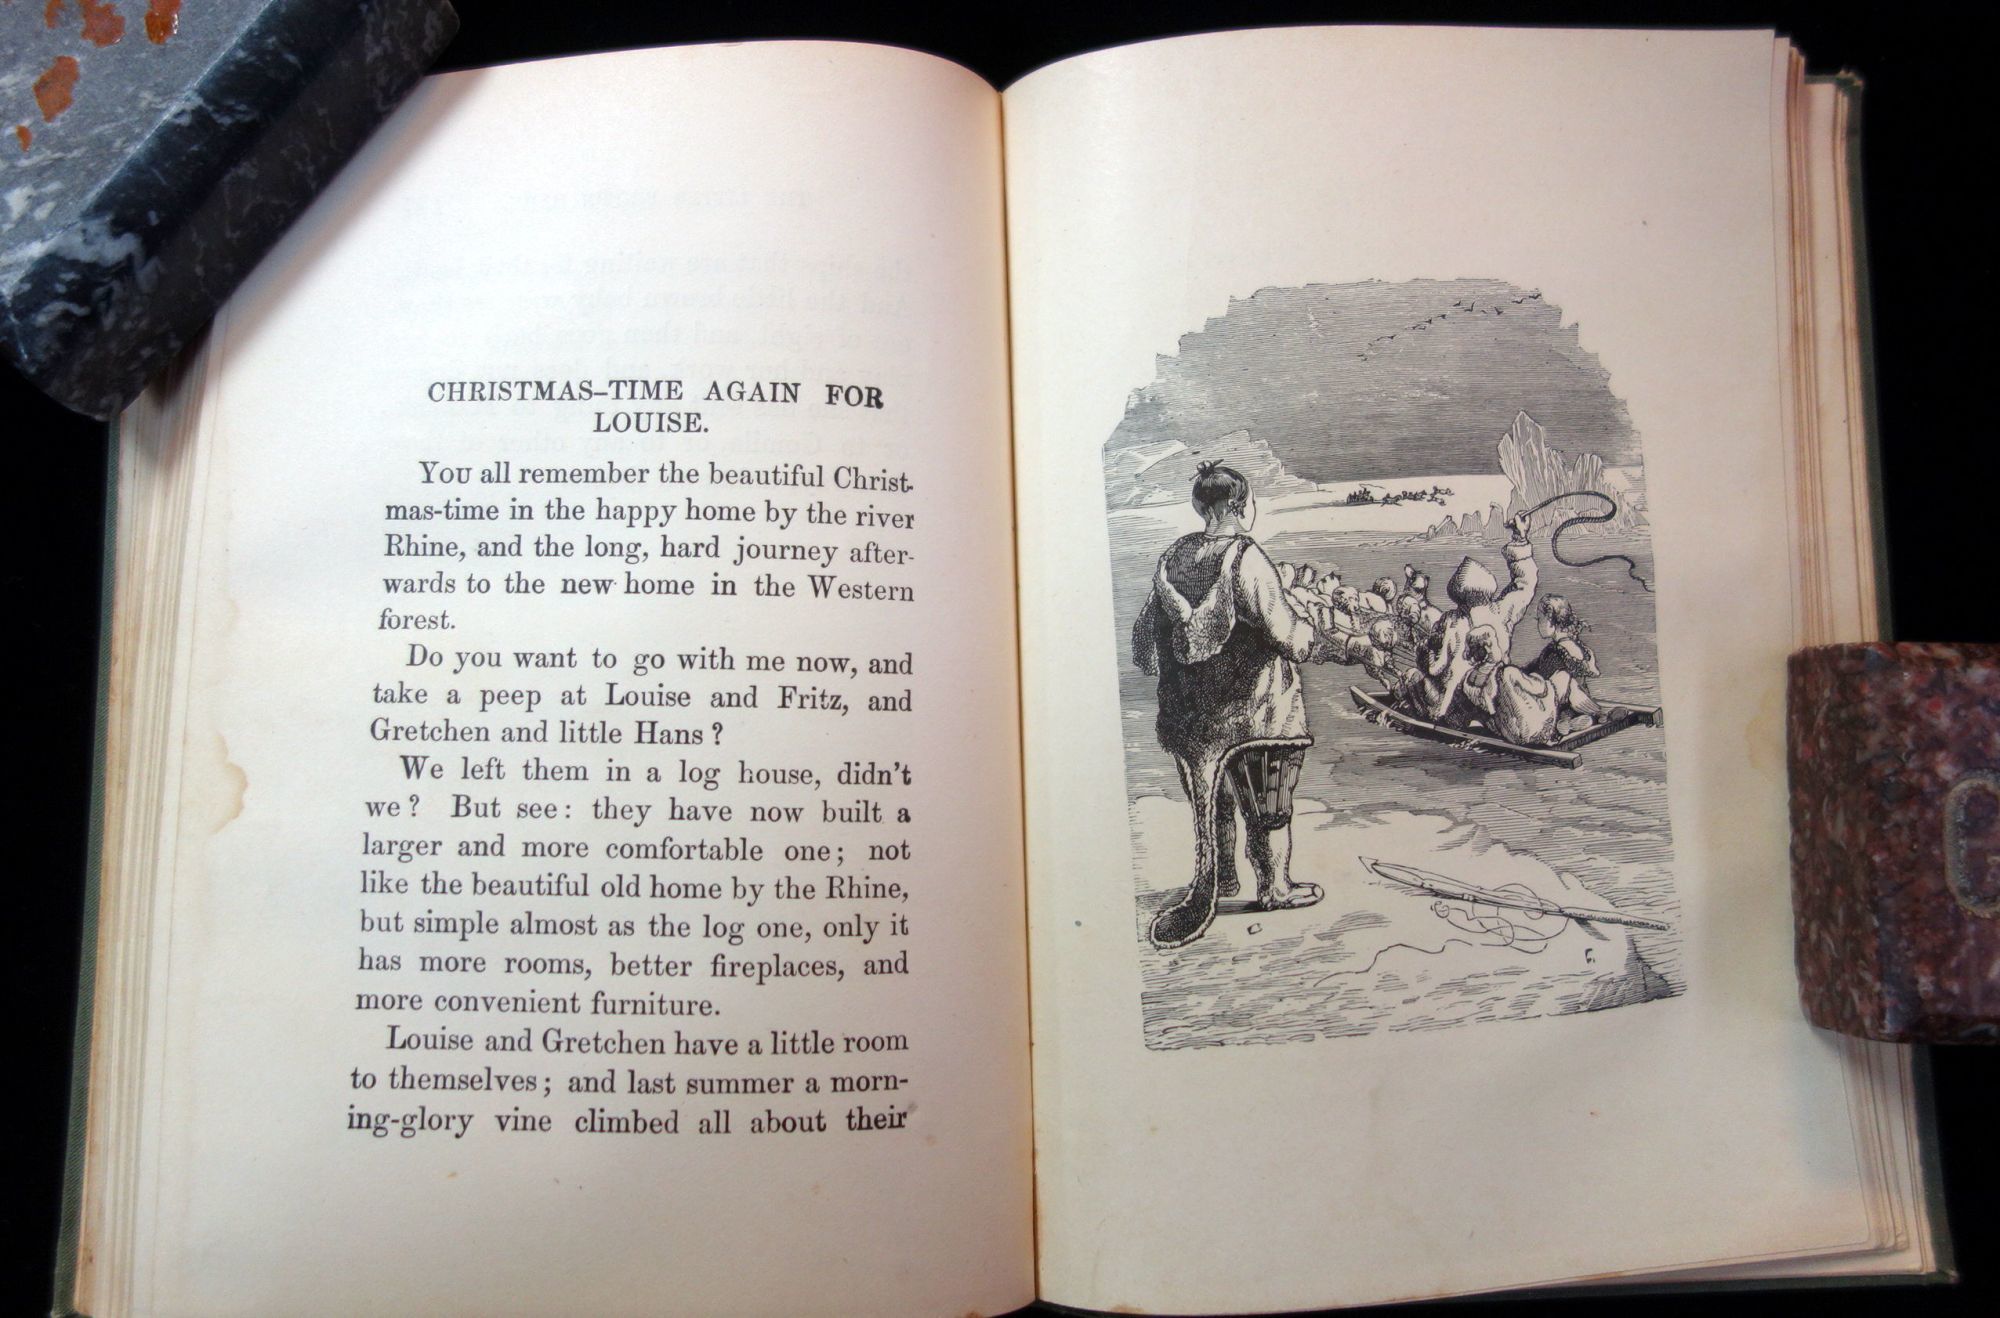 CHRISTMAS-TIME AGAIN FOR
LOUISE.
YOU all remember the beautiful Christ-
mas-time in the happy home by the river
Rhine, and the long, hard journey after-
wards to the new home in the Western
forest.
Do you want to go with me now, and
take a peep at Louise and Fritz, and
Gretchen and little Hans?
We left them in a log house, didn't
we? But see: they have now built a
larger and more comfortable one; not
like the beautiful old home by the Rhine,
but simple almost as the log one, only it
has more rooms, better fireplaces, and
more convenient furniture.
Louise and Gretchen have a little room
to themselves; and last summer a morn-
ing-glory vine climbed all about their